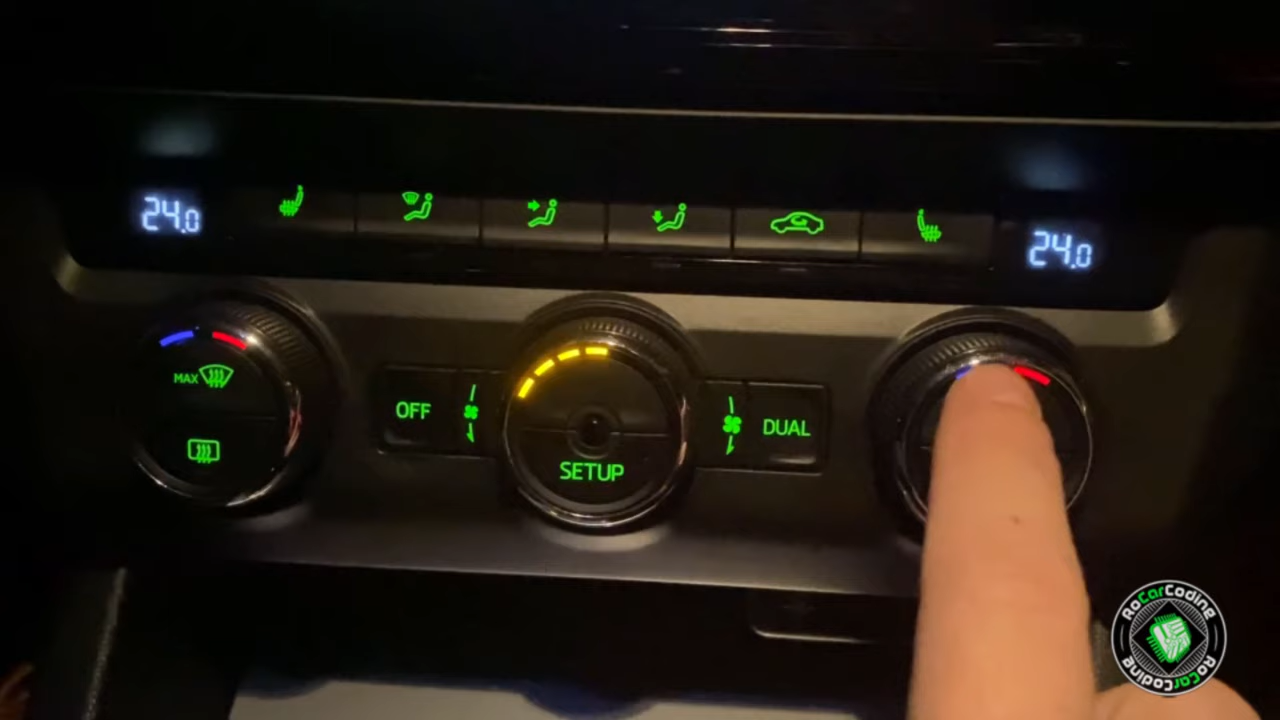 24.0
24.0
MAX
OFF
SETUP
DUAL
RoCarCoding
RoCarCoding